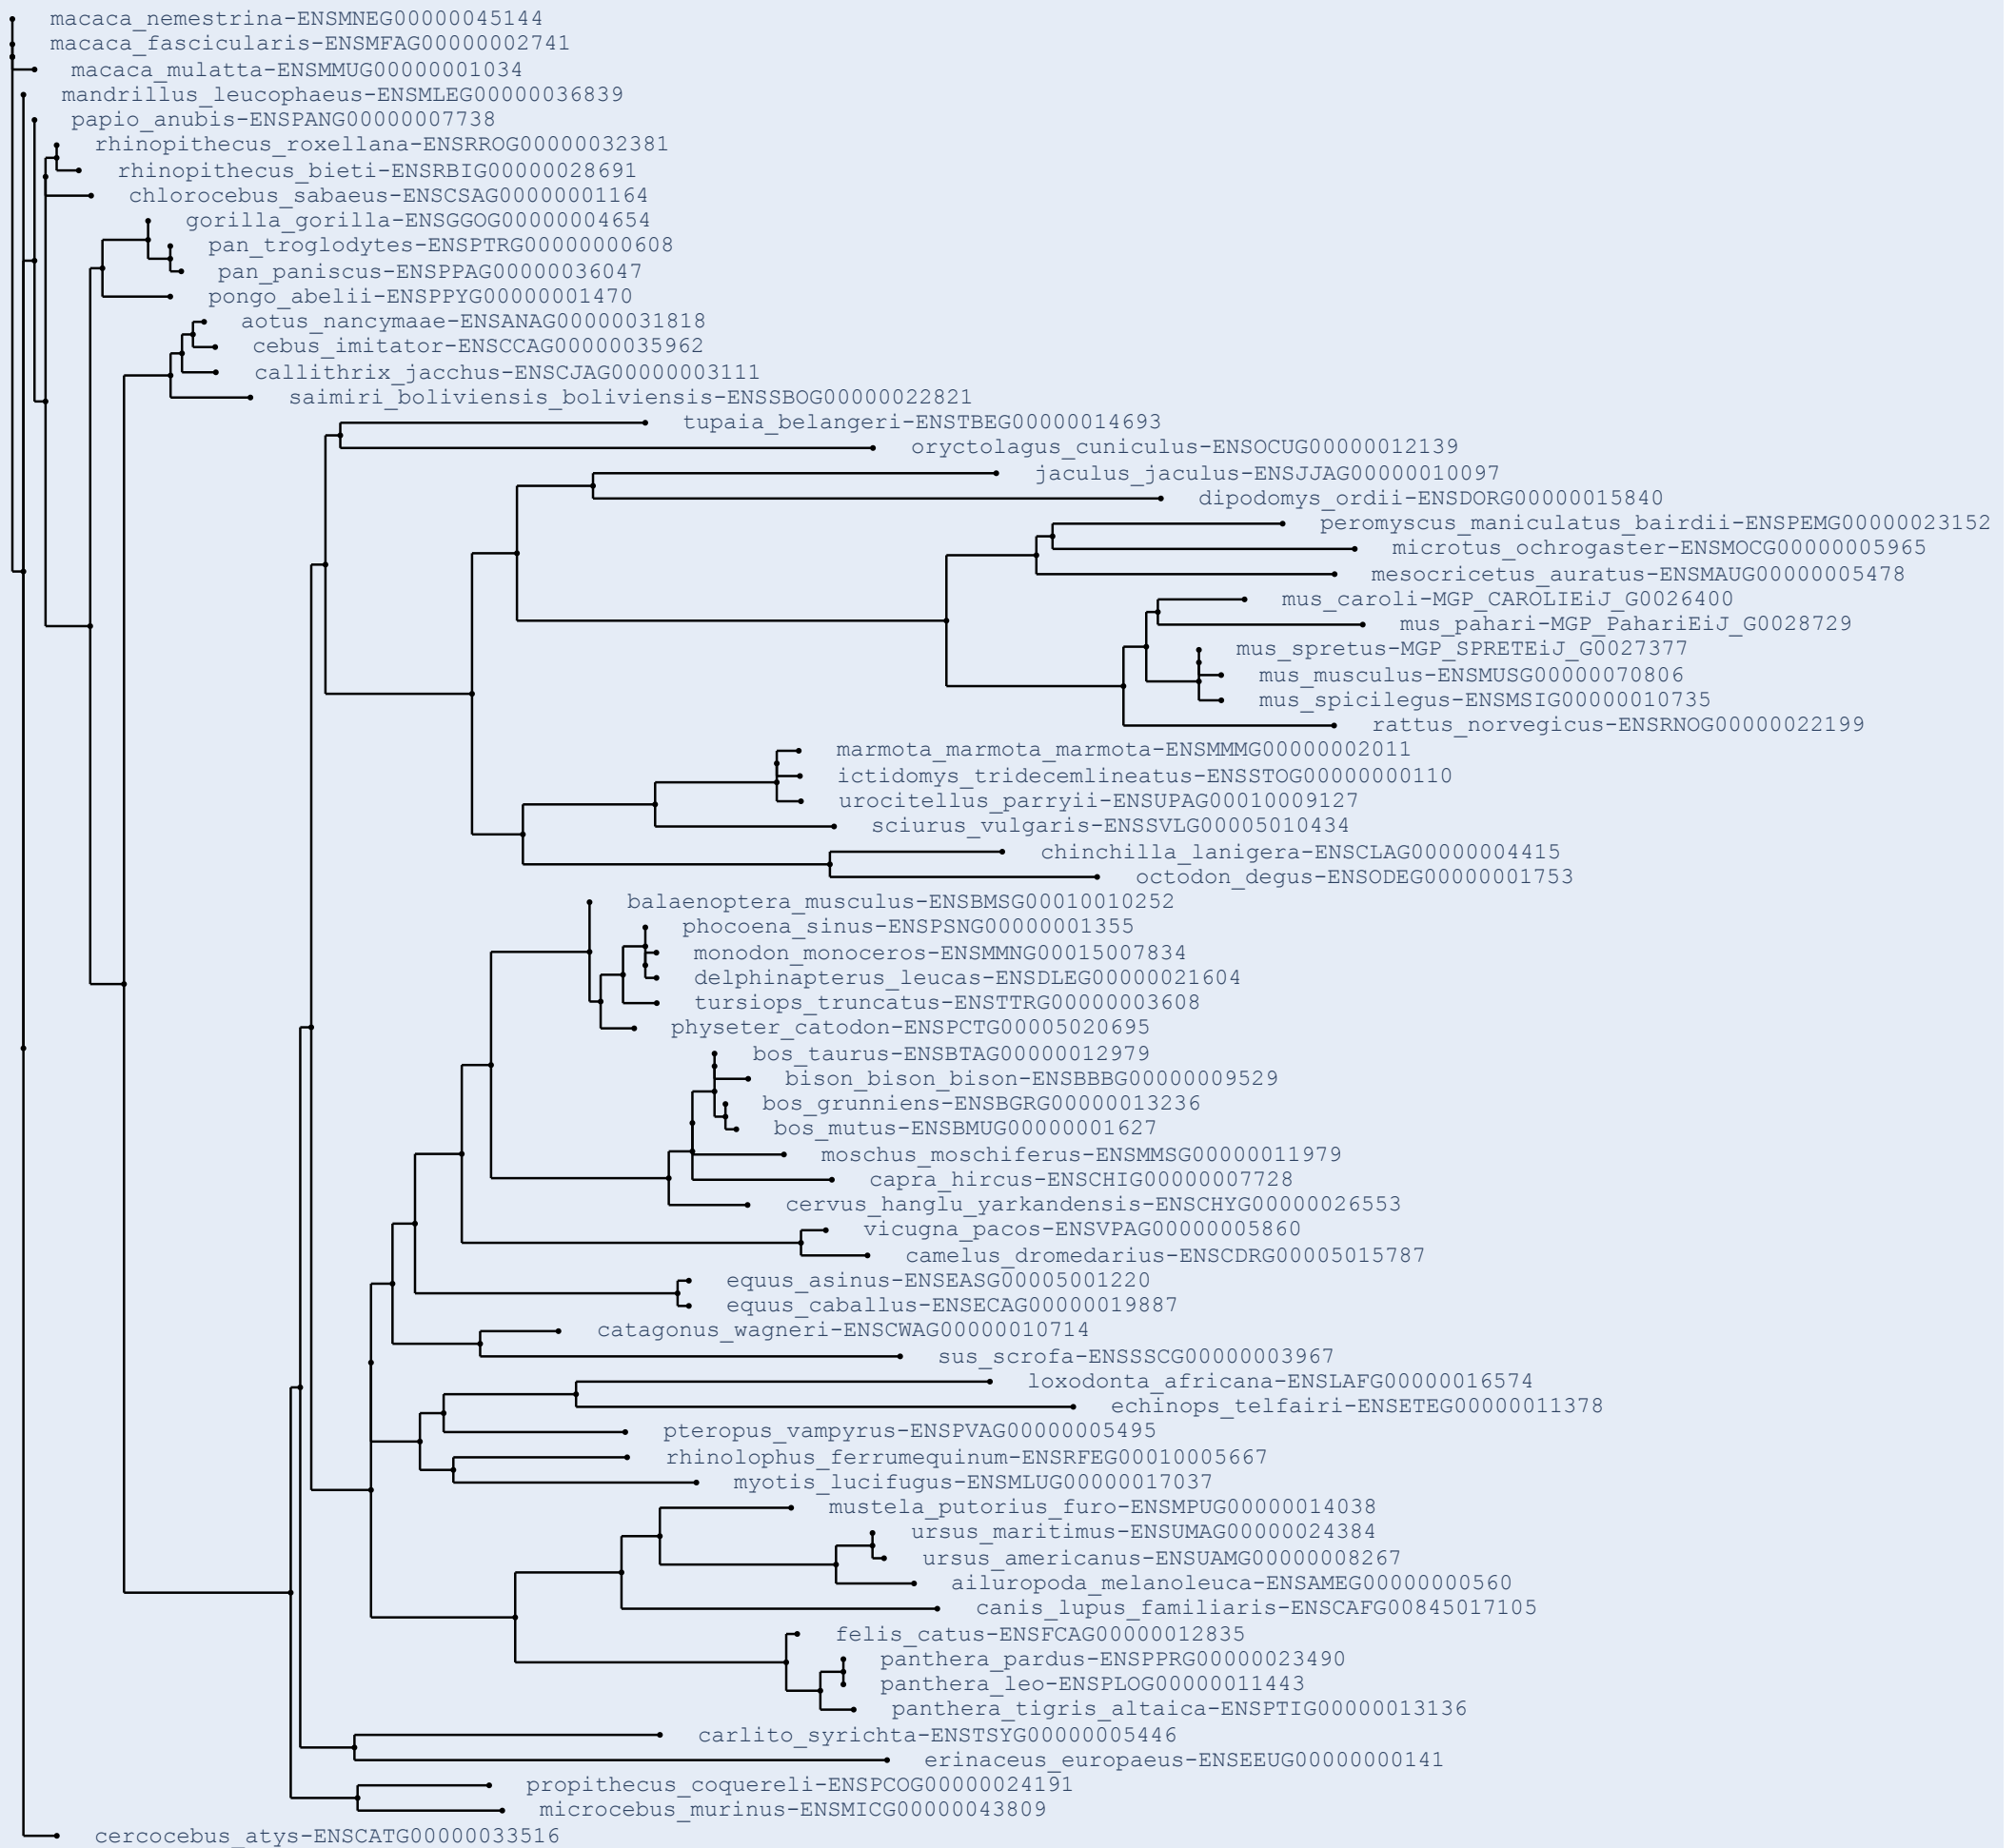 macaca_nemestrina-ENSMNEG00000045144
macaca_fascicularis-ENSMFAG00000002741
macaca_mulatta-ENSMMUG00000001034
mandrillus_leucophaeus-ENSMLEG00000036839
papio_anubis-ENSPANG00000007738
rhinopithecus_roxellana-ENSRROG00000032381
rhinopithecus_bieti-ENSRBIG00000028691
chlorocebus_sabaeus-ENSCSAG00000001164
gorilla_gorilla-ENSGGOG00000004654
pan_troglodytes-ENSPTRG00000000608
pan_paniscus-ENSPPAG00000036047
pongo_abelii-ENSPPYG00000001470
aotus_nancymaae-ENSANAG00000031818
cebus_imitator-ENSCCAG00000035962
callithrix_jacchus-ENSCJAG00000003111
saimiri_boliviensis_boliviensis-ENSSBOG00000022821
tupaia_belangeri-ENSTBEG00000014693
oryctolagus_cuniculus-ENSOCUG00000012139
jaculus_jaculus-ENSJJAG00000010097
dipodomys_ordii-ENSDORG00000015840
peromyscus_maniculatus_bairdii-ENSPEMG00000023152
microtus_ochrogaster-ENSMOCG00000005965
mesocricetus_auratus-ENSMAUG00000005478
mus_caroli-MGP_CAROLIEiJ_G0026400
mus_pahari-MGP_PahariEiJ_G0028729
mus_spretus-MGP_SPRETEiJ_G0027377
mus_musculus-ENSMUSG00000070806
mus_spicilegus-ENSMSIG00000010735
rattus_norvegicus-ENSRNOG00000022199
marmota_marmota_marmota-ENSMMMG00000002011
ictidomys_tridecemlineatus-ENSSTOG00000000110
urocitellus_parryii-ENSUPAG00010009127
sciurus_vulgaris-ENSSVLG00005010434
chinchilla_lanigera-ENSCLAG00000004415
octodon_degus-ENSODEG00000001753
balaenoptera_musculus-ENSBMSG00010010252
phocoena_sinus-ENSPSNG00000001355
monodon_monoceros-ENSMMNG00015007834
delphinapterus_leucas-ENSDLEG00000021604
tursiops_truncatus-ENSTTRG00000003608
physeter_catodon-ENSPCTG00005020695
bos_taurus-ENSBTAG00000012979
bison_bison_bison-ENSBBBG00000009529
bos_grunniens-ENSBGRG00000013236
bos_mutus-ENSBMUG00000001627
moschus_moschiferus-ENSMMSG00000011979
capra_hircus-ENSCHIG00000007728
cervus_hanglu_yarkandensis-ENSCHYG00000026553
vicugna_pacos-ENSVPAG00000005860
camelus_dromedarius-ENSCDRG00005015787
equus_asinus-ENSEASG00005001220
equus_caballus-ENSECAG00000019887
catagonus_wagneri-ENSCWAG00000010714
sus_scrofa-ENSSSCG00000003967
loxodonta_africana-ENSLAFG00000016574
echinops_telfairi-ENSETEG00000011378
pteropus_vampyrus-ENSPVAG00000005495
rhinolophus_ferrumequinum-ENSRFEG00010005667
myotis_lucifugus-ENSMLUG00000017037
mustela_putorius_furo-ENSMPUG00000014038
ursus_maritimus-ENSUMAG00000024384
ursus_americanus-ENSUAMG00000008267
ailuropoda_melanoleuca-ENSAMEG00000000560
canis_lupus_familiaris-ENSCAFG00845017105
felis_catus-ENSFCAG00000012835
panthera_pardus-ENSPPRG00000023490
panthera_leo-ENSPLOG00000011443
panthera_tigris_altaica-ENSPTIG00000013136
carlito_syrichta-ENSTSYG00000005446
erinaceus_europaeus-ENSEEUG00000000141
propithecus_coquereli-ENSPCOG00000024191
microcebus_murinus-ENSMICG00000043809
cercocebus_atys-ENSCATG00000033516